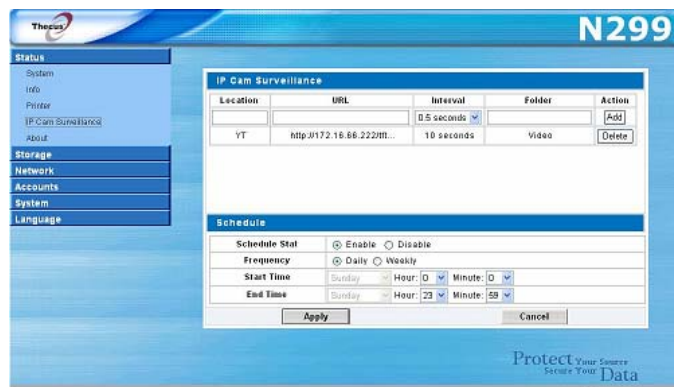 Thecus
N299
Status
System
Info
Printer
IP Cam Surveillance
About
Storage
Network
Accounts
System
Language
IP Cam Surveillance
Location URL Interval Folder Action
0.5 seconds Add
YT http://172.16.66.222/tft... 10 seconds Video Delete
Schedule
Schedule Stat Enable Disable
Frequency Daily Weekly
Start Time Sunday Hour: 0 Minute: 0
End Time Sunday Hour: 23 Minute: 59
Apply Cancel
Protect Your Source
Secure Your Data